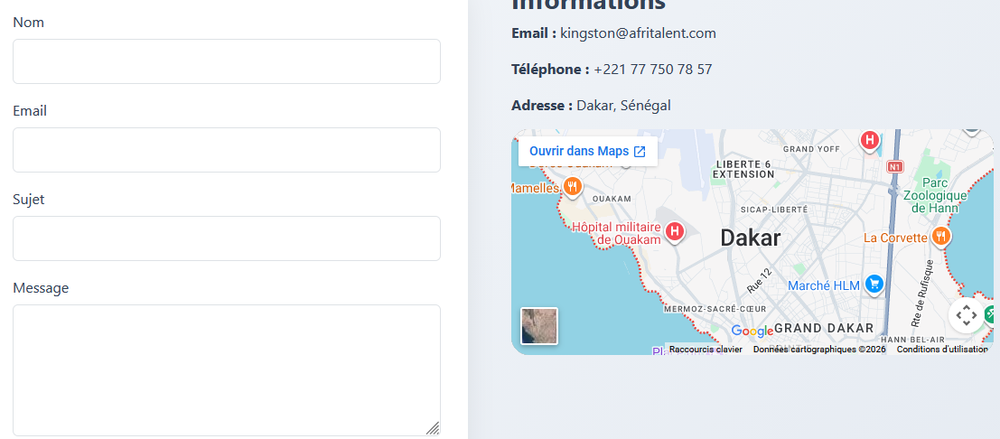 Nom
Email
Sujet
Message
Informations
Email : kingston@afritalent.com
Téléphone : +221 77 750 78 57
Adresse : Dakar, Sénégal
Ouvrir dans Maps
GRAND YOFF
LIBERTE 6
EXTENSION
N1
Mamelles
OUAKAM
Parc
Zoologique
de Hann
SICAP-LIBERTÉ
Hôpital militaire
de Ouakam
Dakar
La Corvette
Rue 12
Marché HLM
Rte de Rufisque
MERMOZ-SACRÉ-CŒUR
Google
GRAND DAKAR
HANN BEL-AIR
Raccourcis clavier
Données cartographiques ©2026
Conditions d'utilisation